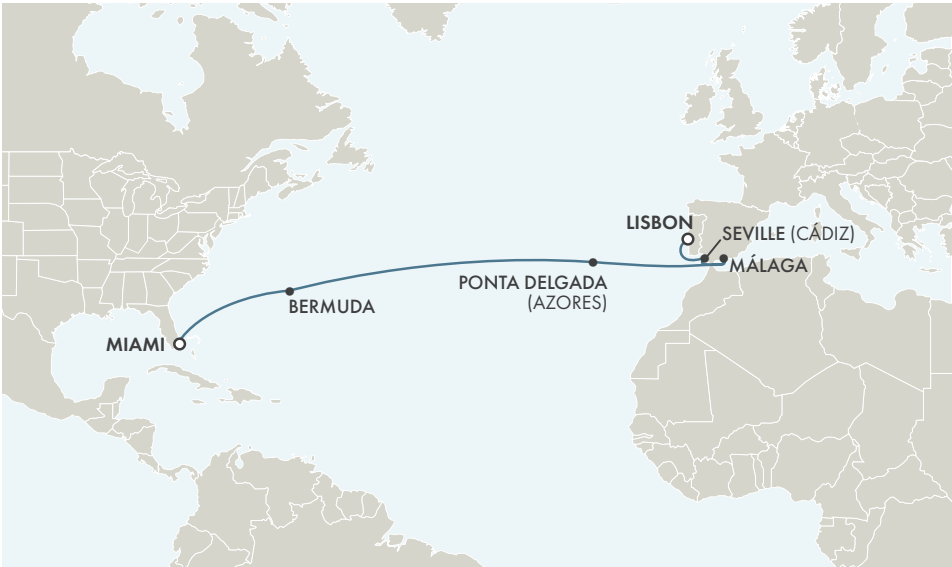 LISBON
SEVILLE (CÁDIZ)
MÁLAGA
PONTA DELGADA
(AZORES)
BERMUDA
MIAMI